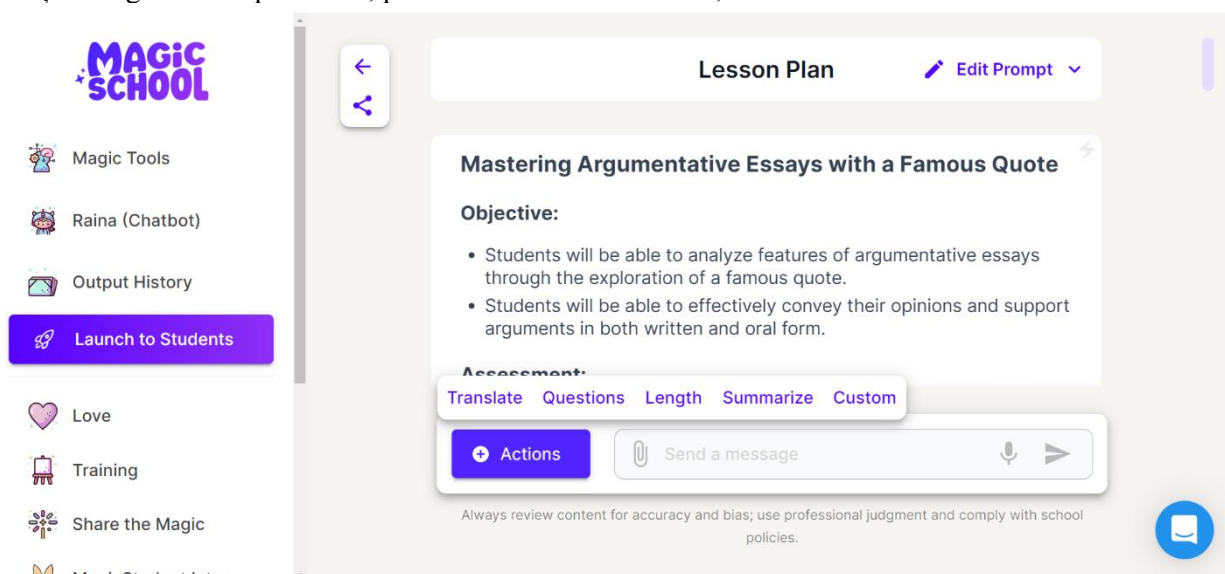 MAGiC
SCHOOL
Magic Tools
Raina (Chatbot)
Output History
Launch to Students
Love
Training
Share the Magic
Lesson Plan
Edit Prompt
Mastering Argumentative Essays with a Famous Quote
Objective:
• Students will be able to analyze features of argumentative essays
through the exploration of a famous quote.
• Students will be able to effectively convey their opinions and support
arguments in both written and oral form.
Assessment:
Translate Questions Length Summarize Custom
Actions
Send a message
Always review content for accuracy and bias; use professional judgment and comply with school
policies.